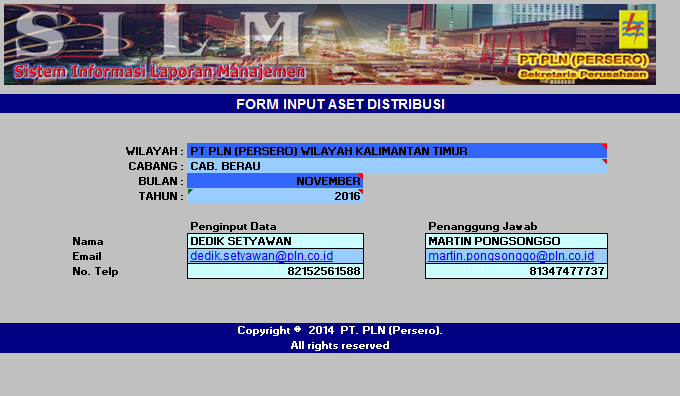 SILM
Sistem Informasi Laporan Manajemen
PT PLN (PERSERO)
Sekretaris Perusahaan
FORM INPUT ASET DISTRIBUSI
WILAYAH : PT PLN (PERSERO) WILAYAH KALIMANTAN TIMUR
CABANG : CAB. BERAU
BULAN : NOVEMBER
TAHUN : 2016
Penginput Data Penanggung Jawab
Nama DEDIK SETYAWAN MARTIN PONGSONGGO
Email dedik.setyawan@pln.co.id martin.pongsonggo@pln.co.id
No. Telp 82152561588 81347477737
Copyright ® 2014 PT. PLN (Persero).
All rights reserved